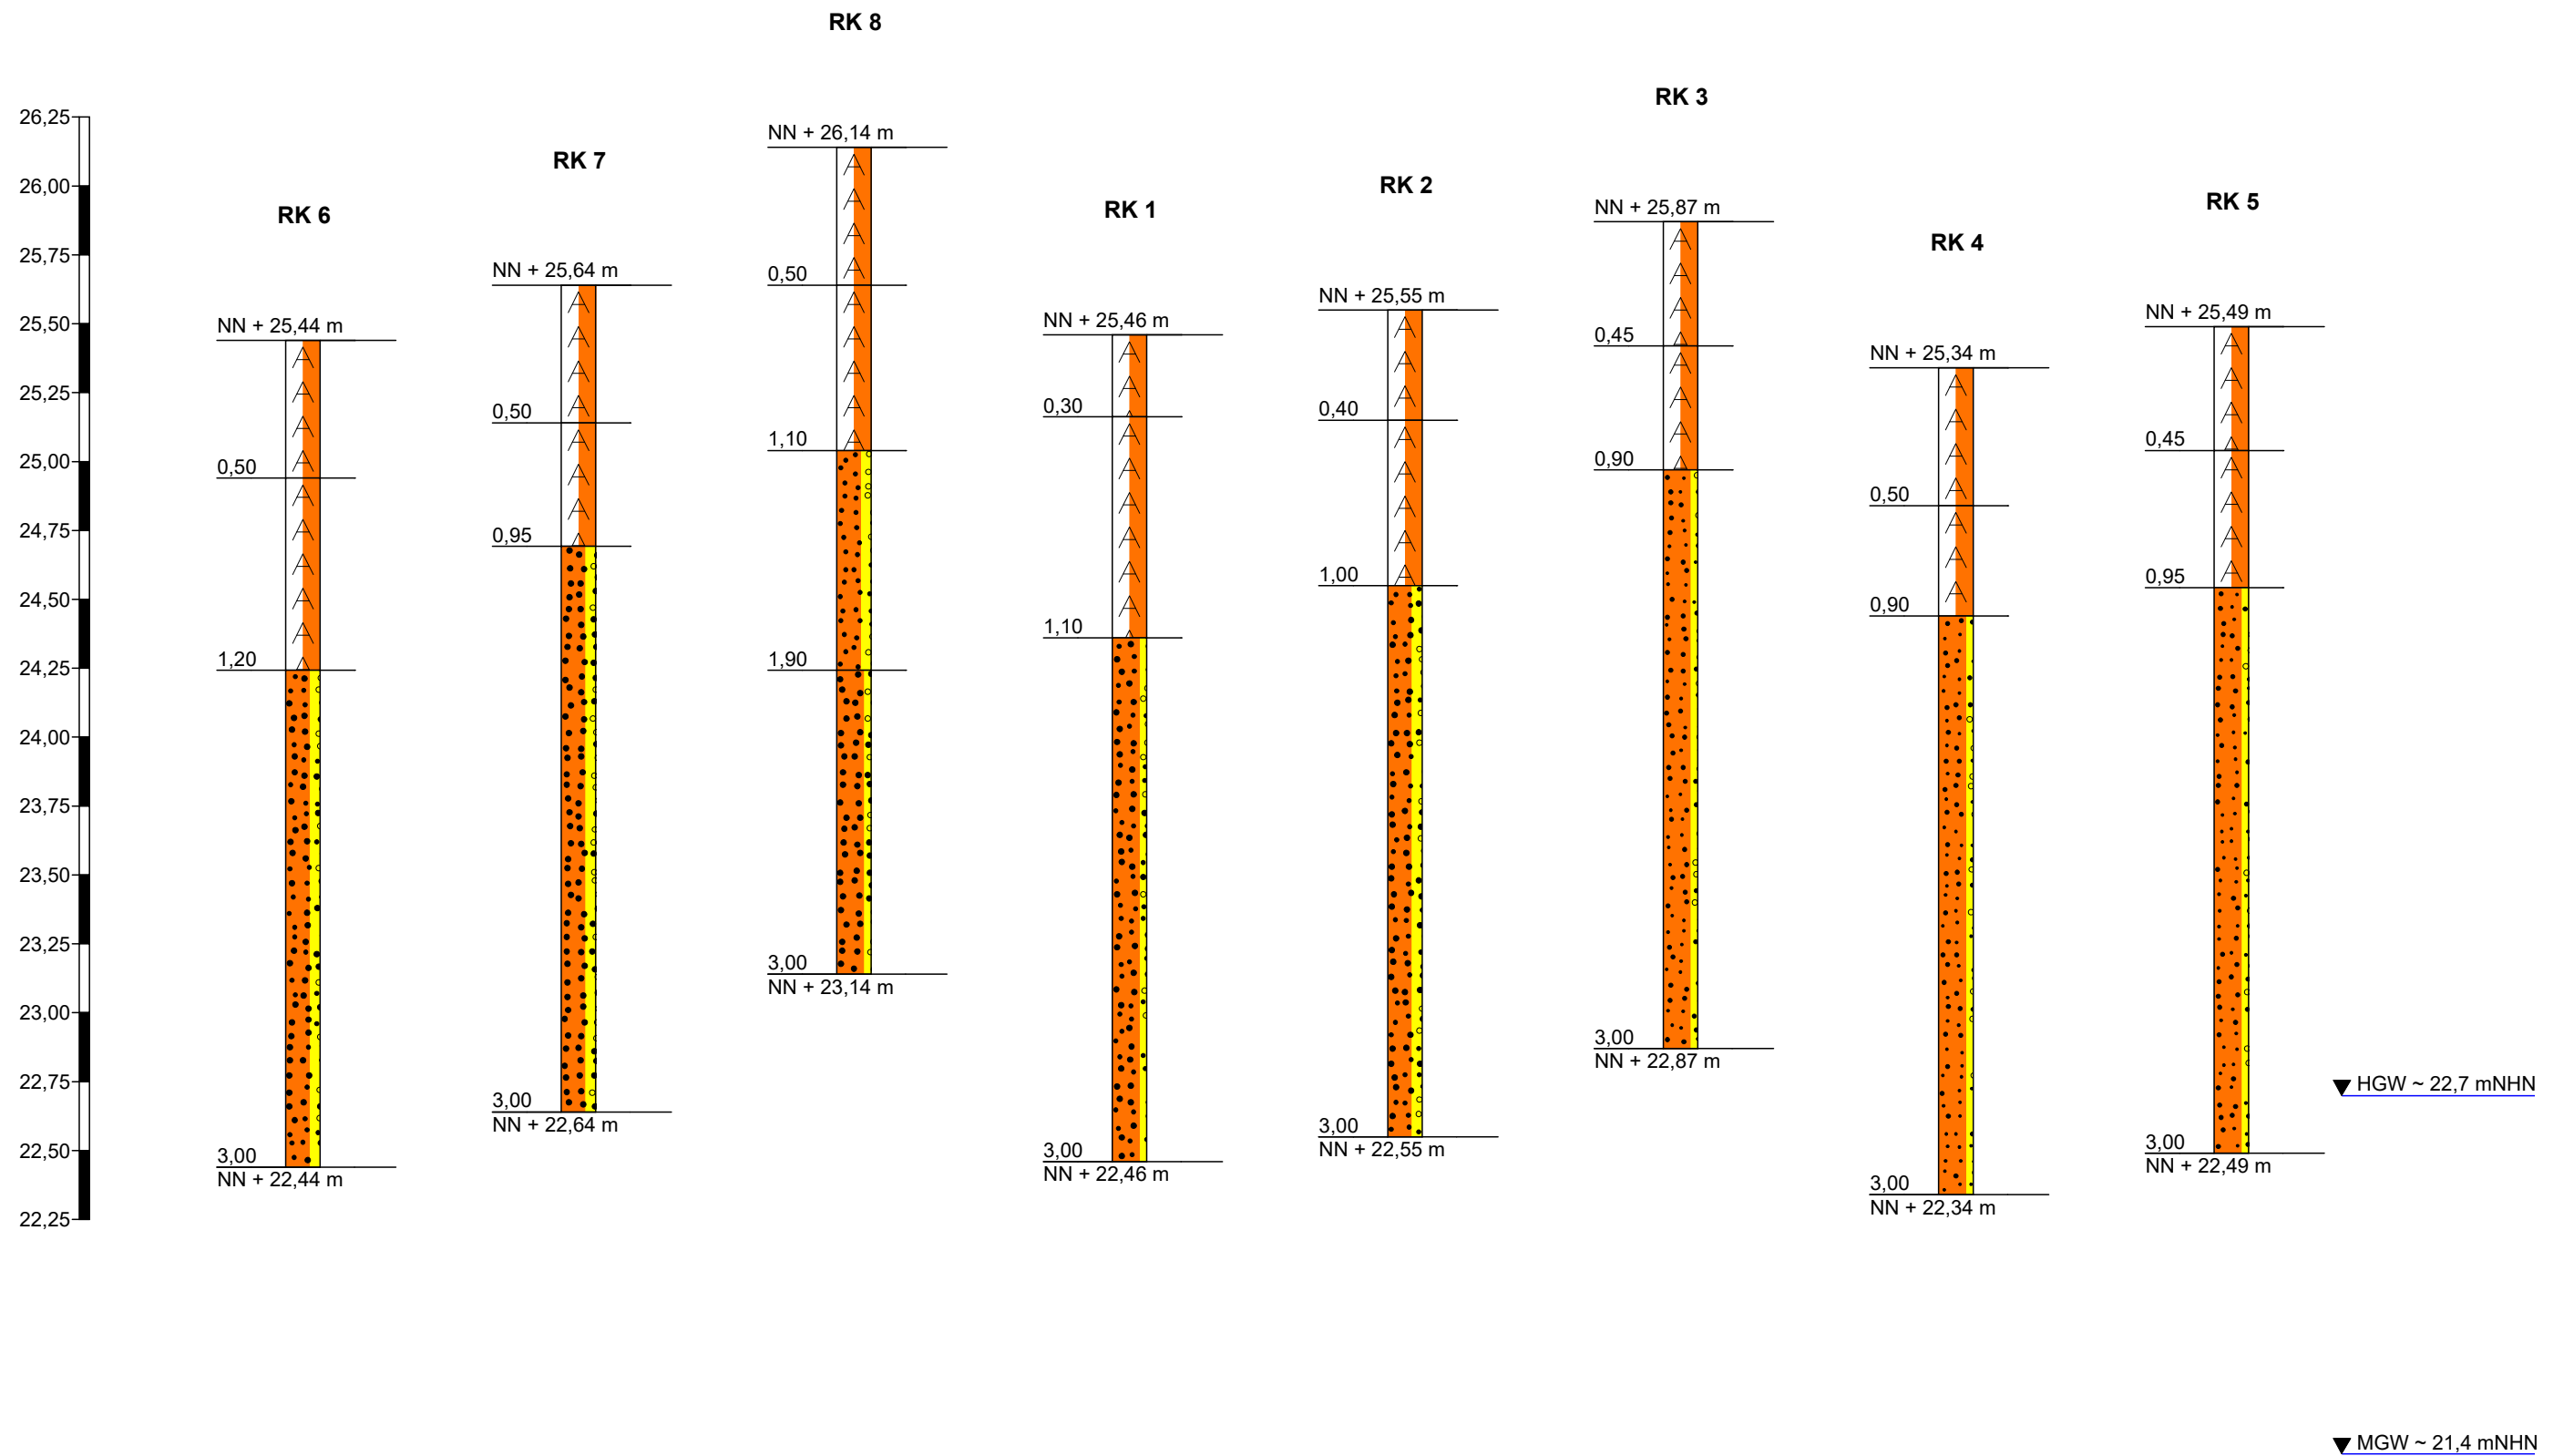 RK 8
RK 3
26,25
NN + 26,14 m
RK 7
26,00
RK 2
RK 5
NN + 25,87 m
RK 1
RK 6
RK 4
25,75
NN + 25,64 m
0,50
NN + 25,55 m
NN + 25,49 m
NN + 25,46 m
25,50
NN + 25,44 m
0,45
NN + 25,34 m
25,25
0,30
0,40
0,50
0,45
1,10
0,90
25,00
0,50
0,50
24,75
0,95
1,00
0,95
24,50
0,90
1,10
1,20
1,90
24,25
24,00
23,75
23,50
23,25
3,00
NN + 23,14 m
23,00
3,00
NN + 22,87 m
22,75
HGW ~ 22,7 mNHN
3,00
NN + 22,64 m
3,00
NN + 22,55 m
22,50
3,00
NN + 22,49 m
3,00
NN + 22,46 m
3,00
NN + 22,44 m
3,00
NN + 22,34 m
22,25
MGW ~ 21,4 mNHN